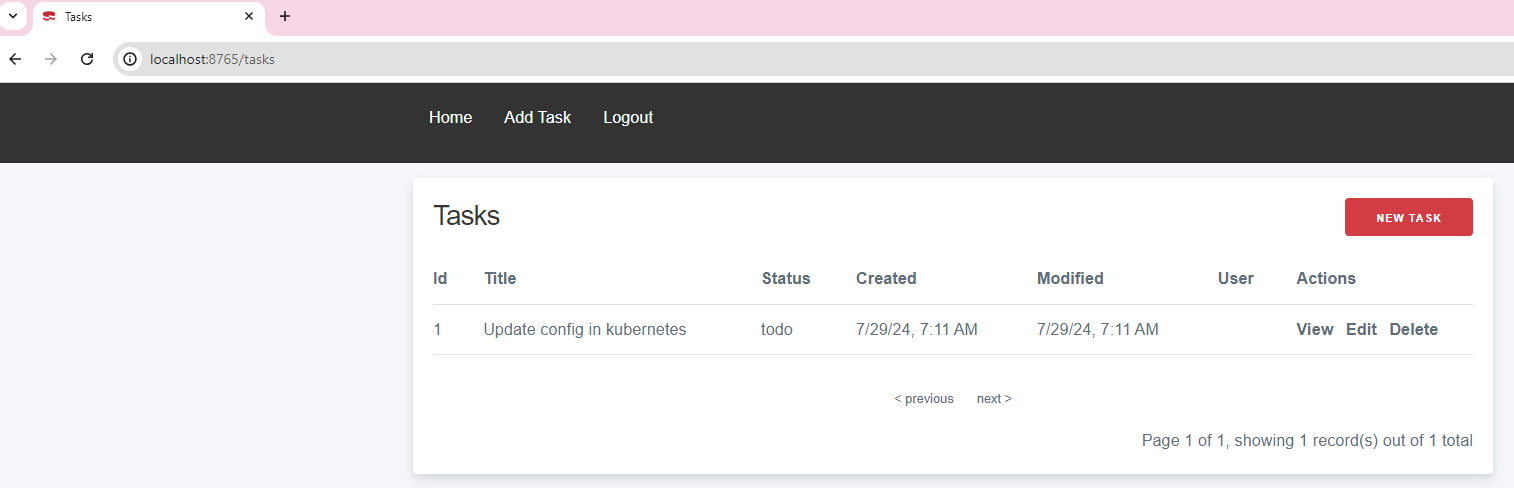 Tasks
localhost:8765/tasks
Home Add Task Logout
Tasks NEW TASK
Id Title Status Created Modified User Actions
1 Update config in kubernetes todo 7/29/24, 7:11 AM 7/29/24, 7:11 AM View Edit Delete
< previous next >
Page 1 of 1, showing 1 record(s) out of 1 total